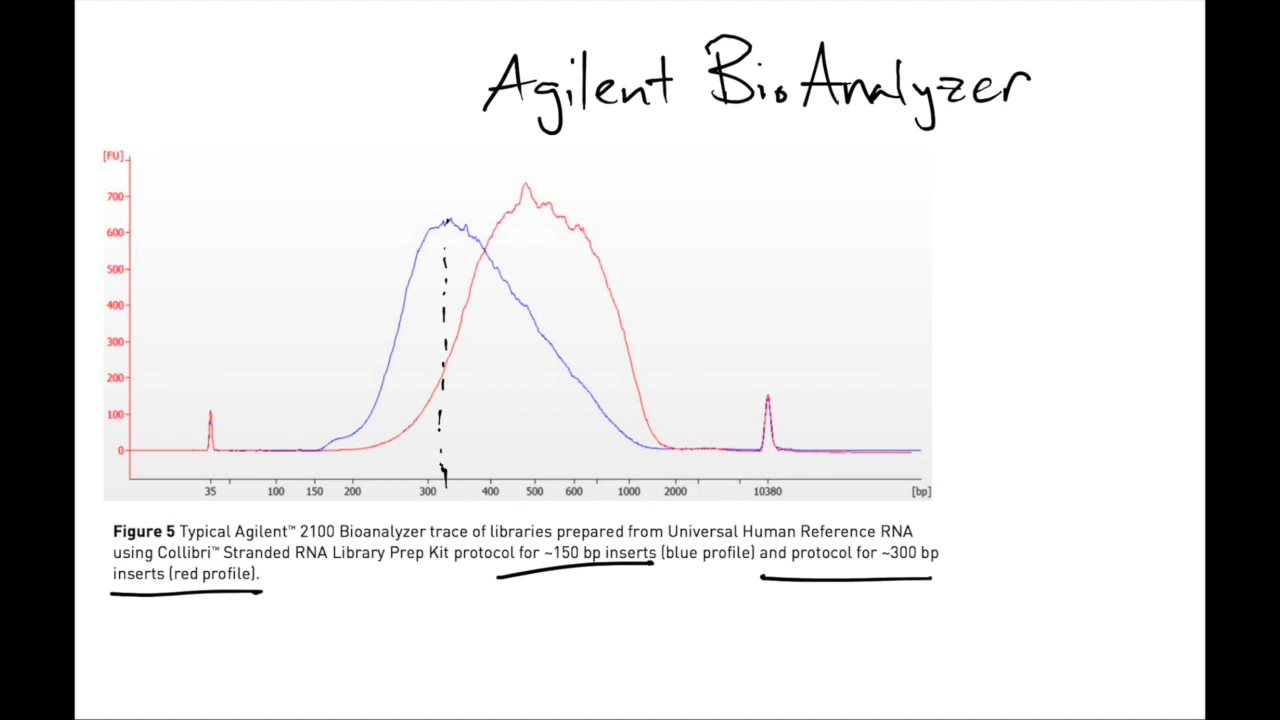 Agilent BioAnalyzer
[FU]
700
600
500
400
300
200
100
0
35 100 150 200 300 400 500 600 1000 2000 10380 [bp]
Figure 5 Typical Agilent™ 2100 Bioanalyzer trace of libraries prepared from Universal Human Reference RNA
using Collibri™ Stranded RNA Library Prep Kit protocol for ~150 bp inserts (blue profile) and protocol for ~300 bp
inserts (red profile).